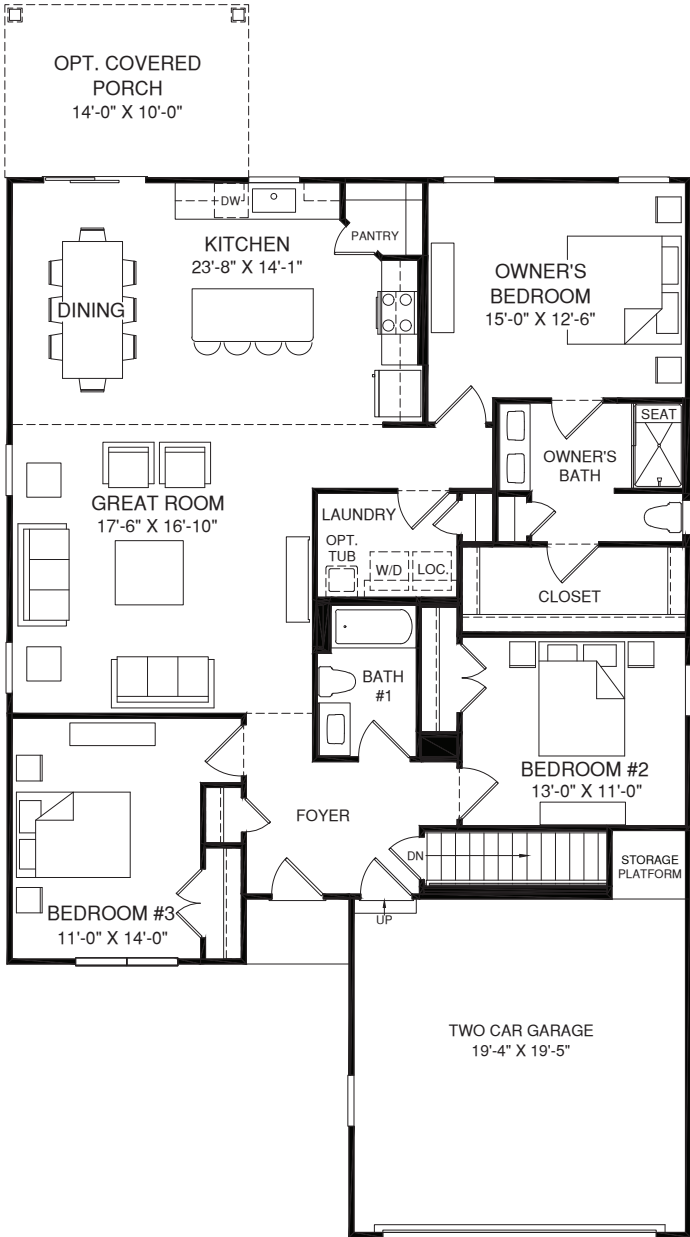 OPT. COVERED
PORCH
14'-0" X 10'-0"
DW
KITCHEN
23'-8" X 14'-1"
PANTRY
DINING
OWNER'S
BEDROOM
15'-0" X 12'-6"
SEAT
OWNER'S
BATH
GREAT ROOM
17'-6" X 16'-10"
LAUNDRY
OPT.
TUB
W/D
LOC.
CLOSET
BATH
#1
BEDROOM #2
13'-0" X 11'-0"
FOYER
DN
STORAGE
PLATFORM
BEDROOM #3
11'-0" X 14'-0"
UP
TWO CAR GARAGE
19'-4" X 19'-5"